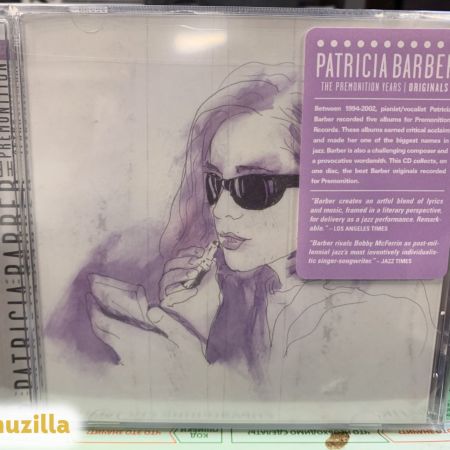 PATRICIA BARBER
THE PREMONITION YEARS | ORIGINALS
Between 1994-2002, pianist/vocalist Patricia
Barber recorded five albums for Premonition
Records. These albums earned critical acclaim
and made her one of the biggest names in
jazz. Barber is also a challenging composer and
a provocative wordsmith. This CD collects, on
one disc, the best Barber originals recorded
for Premonition.
"Barber creates an artful blend of lyrics
and music, framed in a literary perspective,
for delivery as a jazz performance. Remark-
able." – LOS ANGELES TIMES
"Barber rivals Bobby McFerrin as post-mil-
lennial jazz's most inventively individualis-
tic singer-songwriter." – JAZZ TIMES
PATRICIA BARBER
THE PREMONITION
uzilla